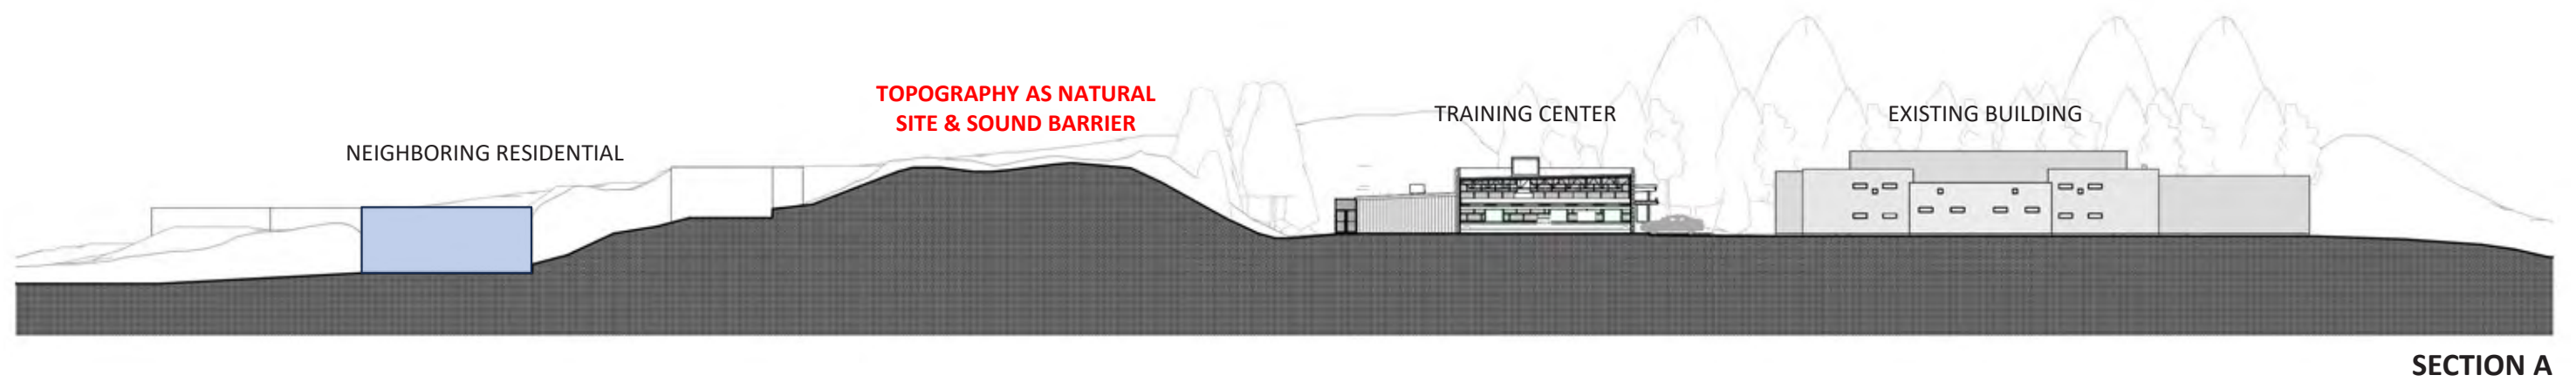 TOPOGRAPHY AS NATURAL
SITE & SOUND BARRIER
NEIGHBORING RESIDENTIAL
TRAINING CENTER
EXISTING BUILDING
SECTION A